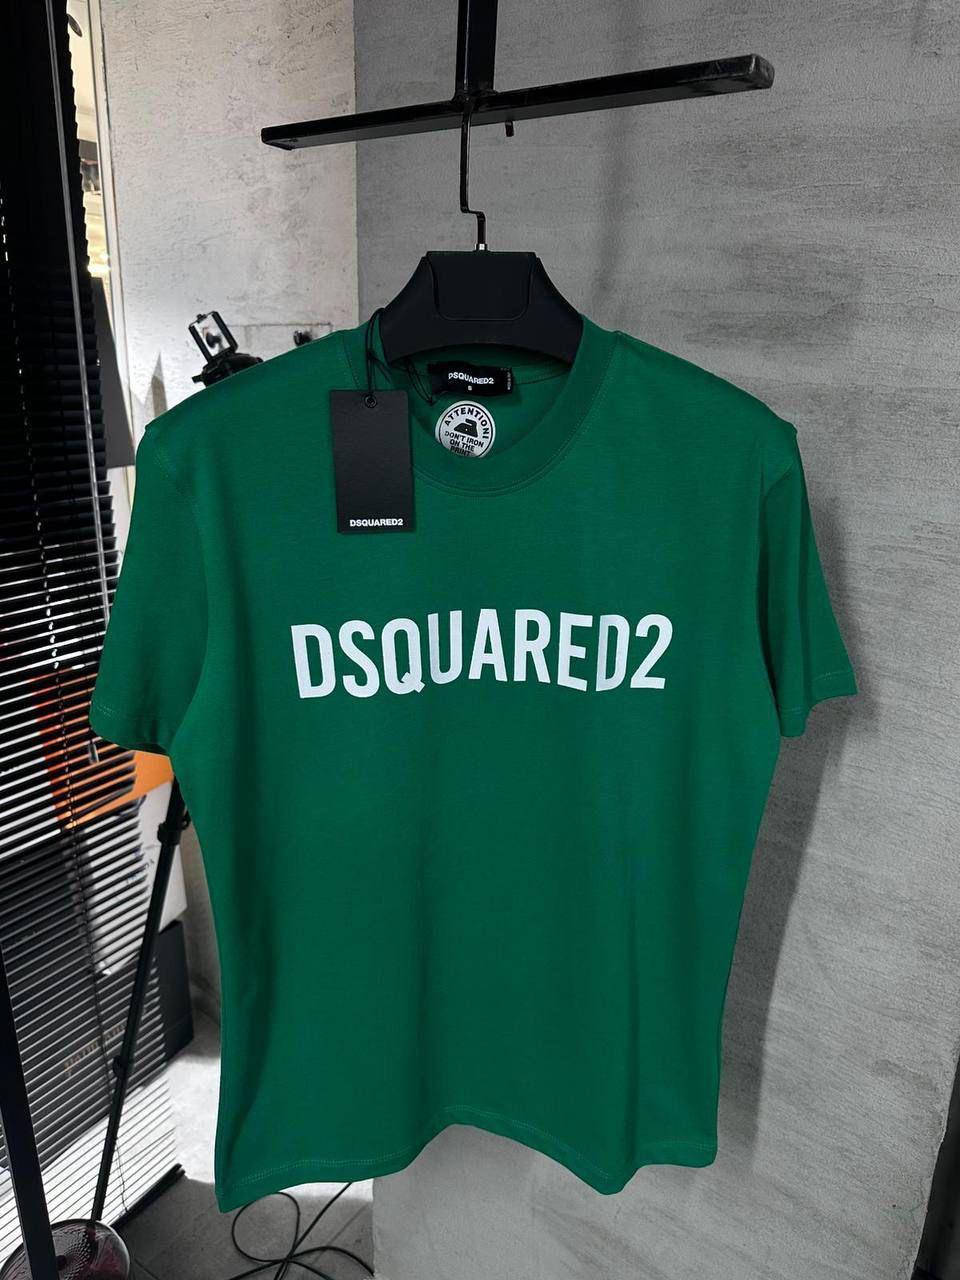 DSQUARED2
S
ATTENTION!
DON'T IRON
ON THE
PRINT
DSQUARED2
DSQUARED2